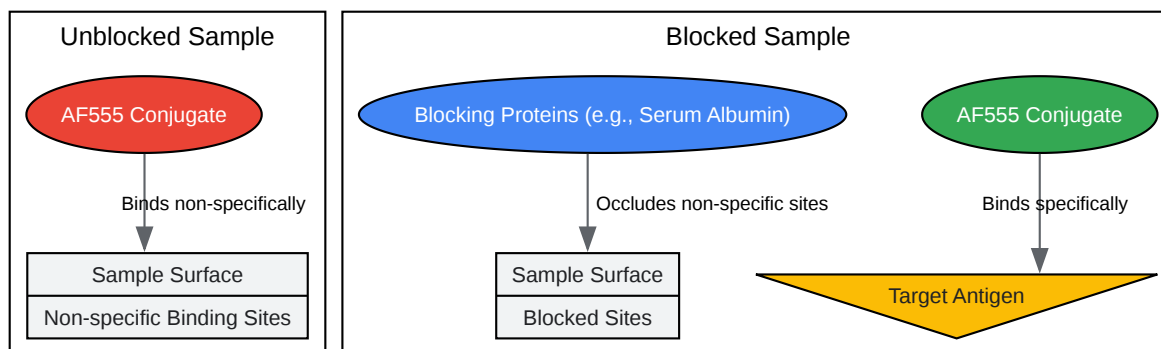 Unblocked Sample
AF555 Conjugate
Binds non-specifically
Sample Surface
Non-specific Binding Sites
Blocked Sample
Blocking Proteins (e.g., Serum Albumin)
Occludes non-specific sites
Sample Surface
Blocked Sites
AF555 Conjugate
Binds specifically
Target Antigen